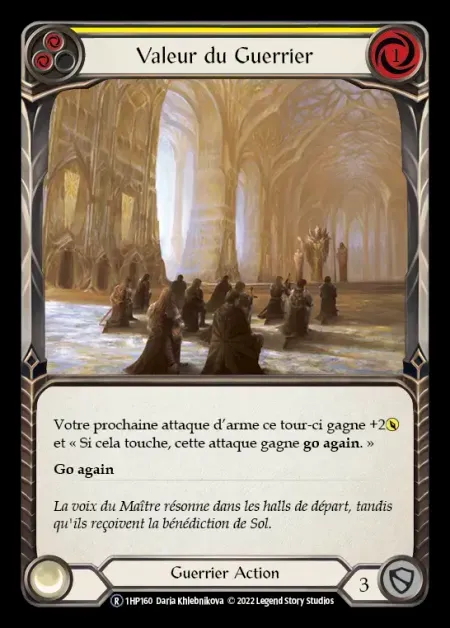 Valeur du Guerrier
1
Votre prochaine attaque d'arme ce tour-ci gagne +2
et « Si cela touche, cette attaque gagne go again. »
Go again
La voix du Maître résonne dans les halls de départ, tandis
qu'ils reçoivent la bénédiction de Sol.
Guerrier Action
3
R 1HP160 Daria Khlebnikova © 2022 Legend Story Studios